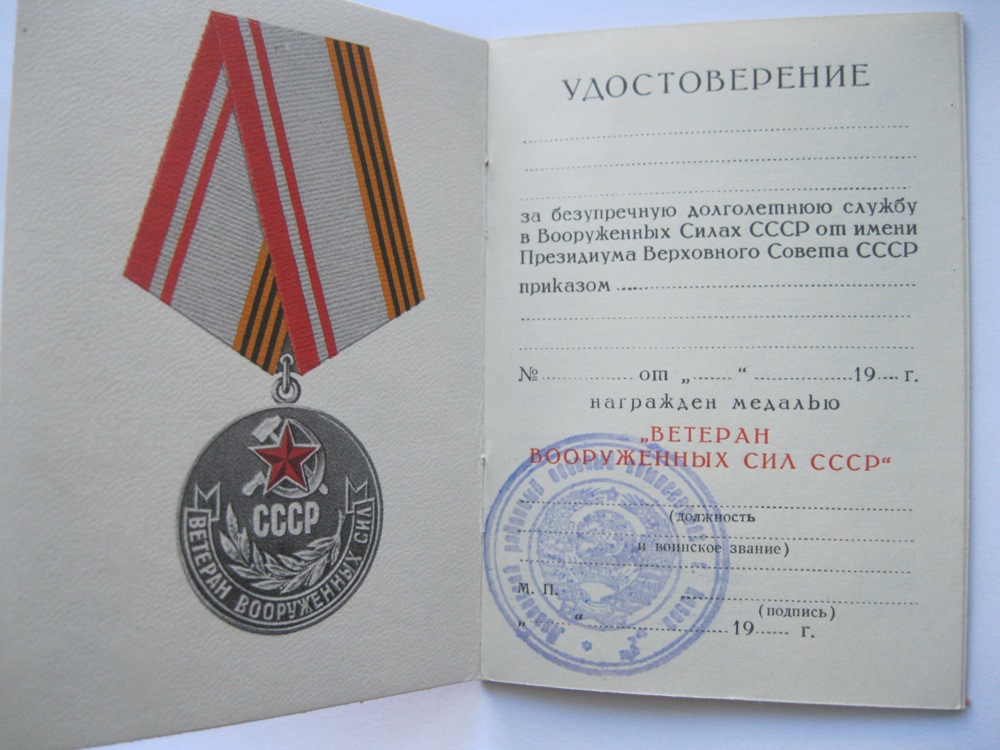 СССР
ВЕТЕРАН ВООРУЖЕННЫХ СИЛ
УДОСТОВЕРЕНИЕ
за безупречную долголетнюю службу
в Вооруженных Силах СССР от имени
Президиума Верховного Совета СССР
приказом
№ от „ “ 19 г.
награжден медалью
„ВЕТЕРАН
ВООРУЖЕННЫХ СИЛ СССР“
(должность
и воинское звание)
М. П.
(подпись)
„ “ 19 г.